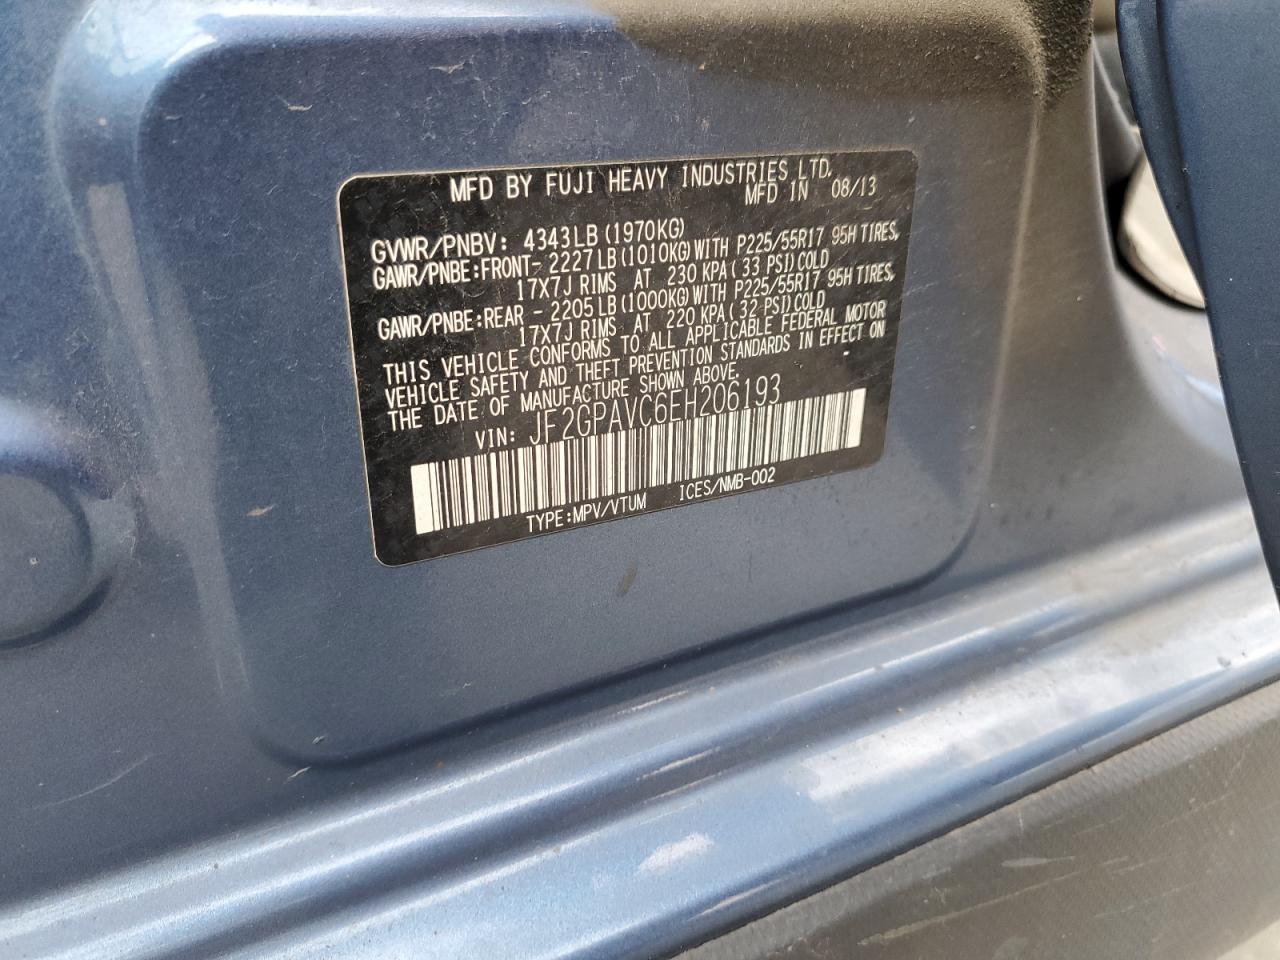 MFD BY FUJI HEAVY INDUSTRIES LTD.
MFD IN 08/13
GVWR/PNBV: 4343LB(1970KG)
GAWR/PNBE:FRONT-2227LB(1010KG)WITH P225/55R17 95H TIRES,
17X7J RIMS AT 230 KPA(33 PSI)COLD
GAWR/PNBE:REAR -2205LB(1000KG)WITH P225/55R17 95H TIRES,
17X7J RIMS AT 220 KPA(32 PSI)COLD
THIS VEHICLE CONFORMS TO ALL APPLICABLE FEDERAL MOTOR
VEHICLE SAFETY AND THEFT PREVENTION STANDARDS IN EFFECT ON
THE DATE OF MANUFACTURE SHOWN ABOVE.
VIN: JF2GPAVC6EH206193
TYPE:MPV/VTUM ICES/NMB-002